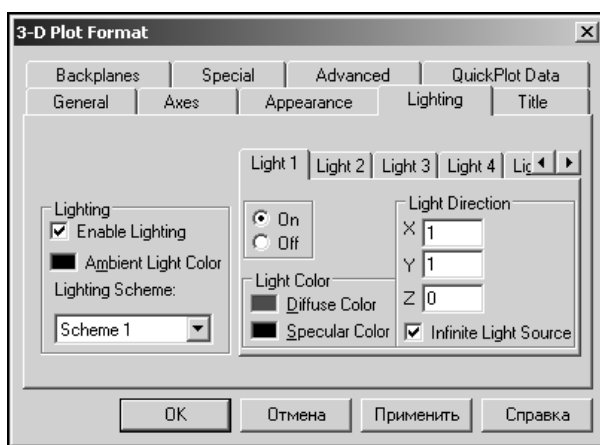 3-D Plot Format
Backplanes Special Advanced QuickPlot Data
General Axes Appearance Lighting Title
Light 1 Light 2 Light 3 Light 4
Lighting
Enable Lighting
Ambient Light Color
Lighting Scheme:
Scheme 1
On
Off
Light Color
Diffuse Color
Specular Color
Light Direction
X 1
Y 1
Z 0
Infinite Light Source
OK Отмена Применить Справка